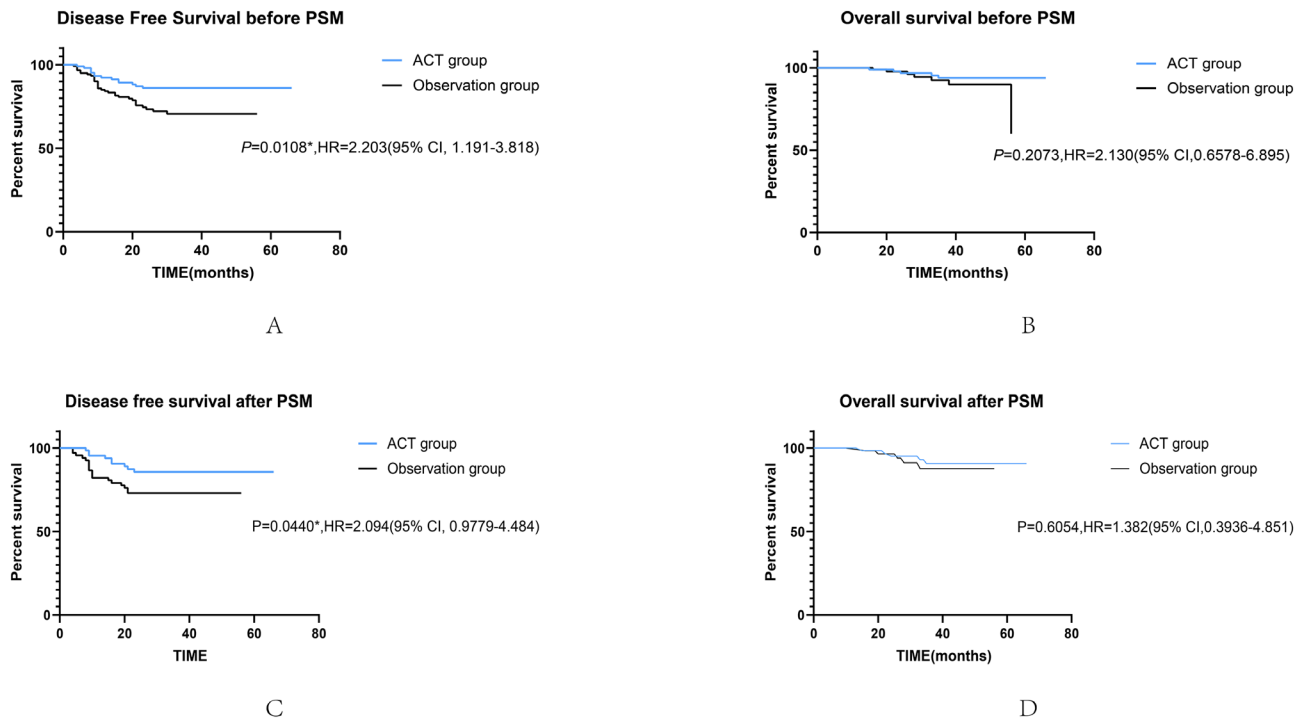 Disease Free Survival before PSM
100
50
0
0 20 40 60 80
Percent survival
TIME(months)
ACT group
Observation group
P=0.0108*,HR=2.203(95% CI, 1.191-3.818)
A
Overall survival before PSM
100
50
0
0 20 40 60 80
Percent survival
TIME(months)
ACT group
Observation group
P=0.2073,HR=2.130(95% CI,0.6578-6.895)
B
Disease free survival after PSM
100
50
0
0 20 40 60 80
Percent survival
TIME
ACT group
Observation group
P=0.0440*,HR=2.094(95% CI, 0.9779-4.484)
C
Overall survival after PSM
100
50
0
0 20 40 60 80
Percent survival
TIME(months)
ACT group
Observation group
P=0.6054,HR=1.382(95% CI,0.3936-4.851)
D